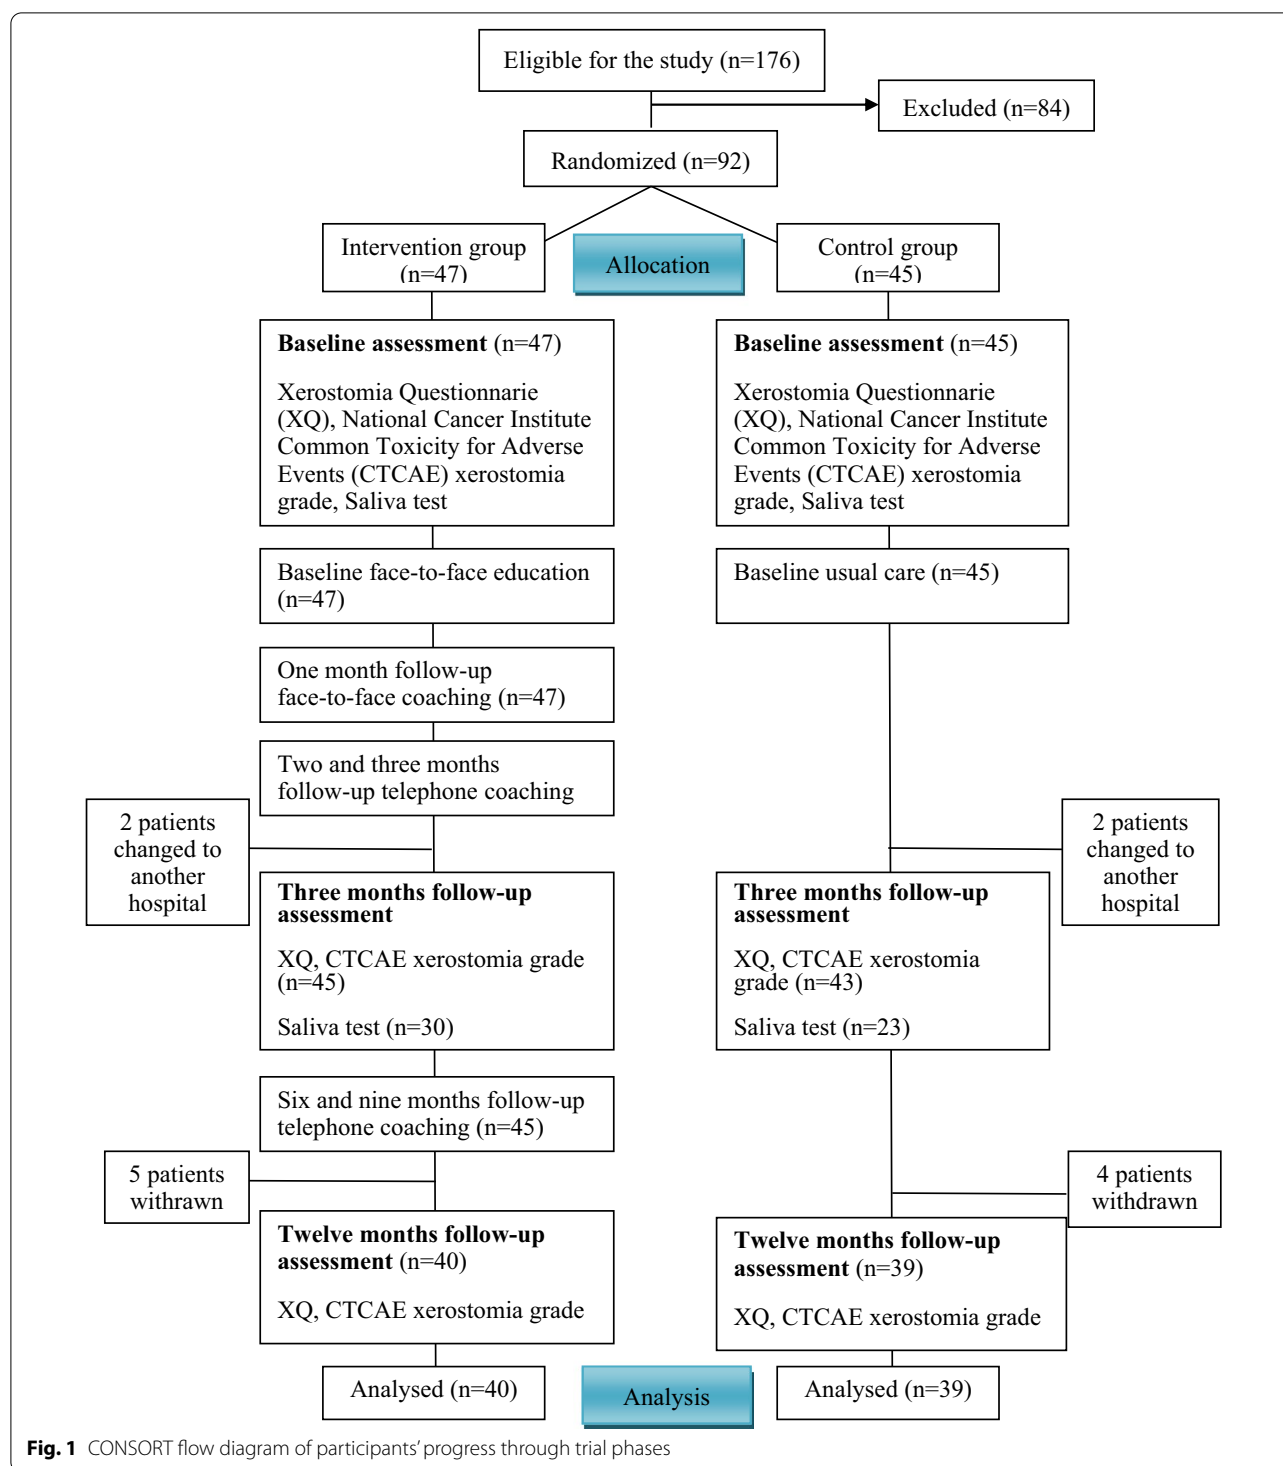 Eligible for the study (n=176)
Excluded (n=84)
Randomized (n=92)
Intervention group
(n=47)
Allocation
Control group
(n=45)
Baseline assessment (n=47)
Xerostomia Questionnarie
(XQ), National Cancer Institute
Common Toxicity for Adverse
Events (CTCAE) xerostomia
grade, Saliva test
Baseline assessment (n=45)
Xerostomia Questionnarie
(XQ), National Cancer Institute
Common Toxicity for Adverse
Events (CTCAE) xerostomia
grade, Saliva test
Baseline face-to-face education
(n=47)
Baseline usual care (n=45)
One month follow-up
face-to-face coaching (n=47)
Two and three months
follow-up telephone coaching
2 patients
changed to
another
hospital
2 patients
changed to
another
hospital
Three months follow-up
assessment
XQ, CTCAE xerostomia grade
(n=45)
Saliva test (n=30)
Three months follow-up
assessment
XQ, CTCAE xerostomia
grade (n=43)
Saliva test (n=23)
Six and nine months follow-up
telephone coaching (n=45)
5 patients
withrawn
4 patients
withdrawn
Twelve months follow-up
assessment (n=40)
XQ, CTCAE xerostomia grade
Twelve months follow-up
assessment (n=39)
XQ, CTCAE xerostomia grade
Analysed (n=40)
Analysis
Analysed (n=39)
Fig. 1 CONSORT flow diagram of participants' progress through trial phases